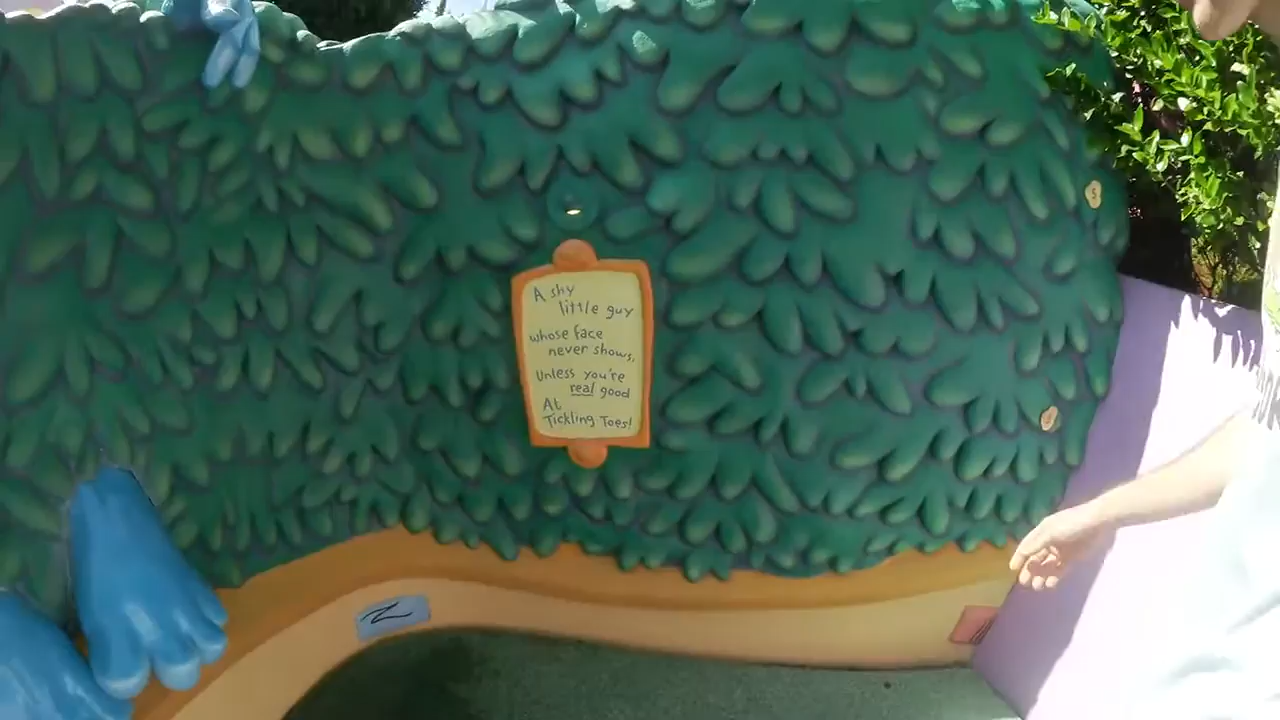 A shy
little guy
whose face
never shows,
Unless you're
real good
At
Tickling Toes!